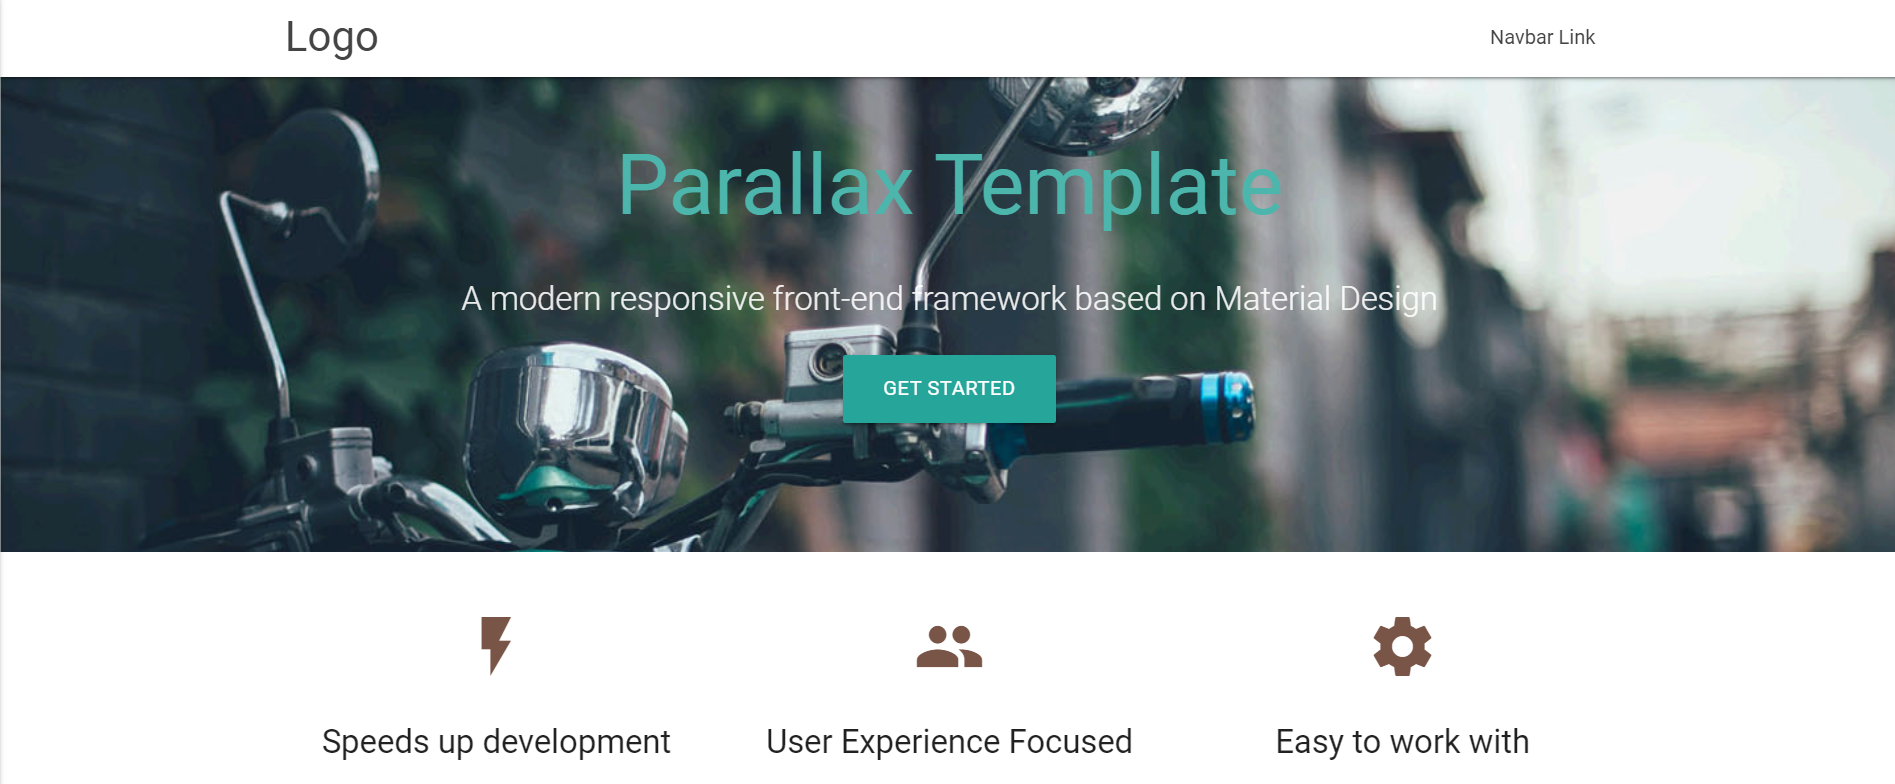 Logo
Navbar Link
Parallax Template
A modern responsive front-end framework based on Material Design
GET STARTED
Speeds up development
User Experience Focused
Easy to work with